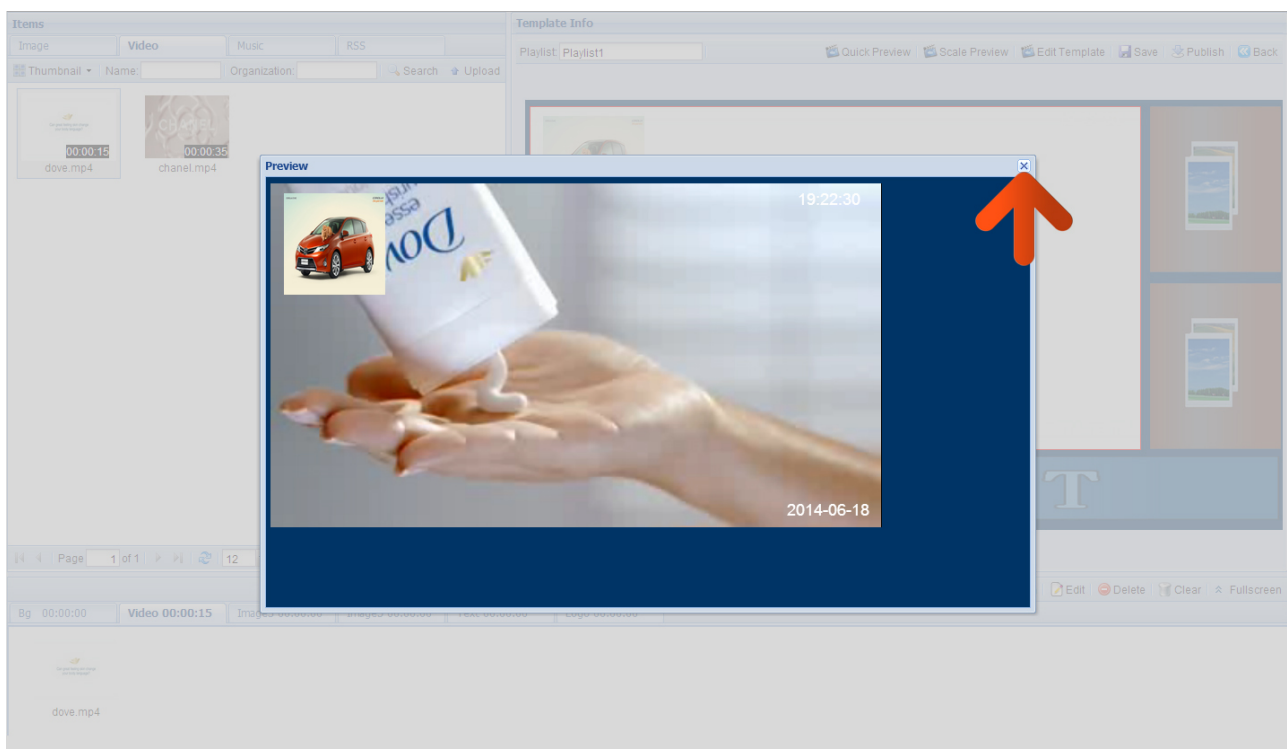 Items
Template Info
Image Video Music RSS
Playlist: Playlist1 Quick Preview Scale Preview Edit Template Save Publish Back
Thumbnail Name: Organization: Search Upload
CHANEL
00:00:15 00:00:35
dove.mp4 chanel.mp4
Preview
19:22:30
Dove
2014-06-18
T
Page 1 of 1 12
Edit Delete Clear Fullscreen
Bg 00:00:00 Video 00:00:15
dove.mp4